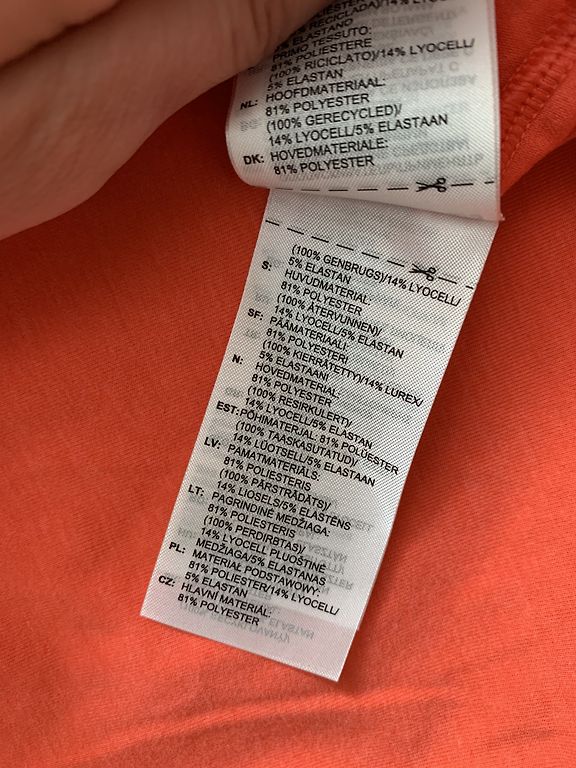 5% ELASTANO
PRIMO TESSUTO:
81% POLIESTERE
(100% RICICLATO)/14% LYOCELL/
5% ELASTAN
NL: HOOFDMATERIAAL:
81% POLYESTER
(100% GERECYCLED)/
14% LYOCELL/5% ELASTAAN
DK: HOVEDMATERIALE:
81% POLYESTER
(100% GENBRUGS)/14% LYOCELL/
5% ELASTAN
S: HUVUDMATERIAL:
81% POLYESTER
(100% ÅTERVUNNEN)/
14% LYOCELL/5% ELASTAN
SF: PÄÄMATERIAALI:
81% POLYESTERI
(100% KIERRÄTETTY)/14% LUREX/
5% ELASTAANI
N: HOVEDMATERIAL:
81% POLYESTER
(100% RESIRKULERT)/
14% LYOCELL/5% ELASTAN
EST: PÕHIMATERJAL: 81% POLÜESTER
(100% TAASKASUTATUD)/
14% LÜOTSELL/5% ELASTAAN
LV: PAMATMATERIĀLS:
81% POLIESTERIS
(100% PĀRSTRĀDĀTS)/
14% LIOSELS/5% ELASTĒNS
LT: PAGRINDINĖ MEDŽIAGA:
81% POLIESTERIS
(100% PERDIRBTAS)/
14% LYOCELL PLUOŠTINĖ
MEDŽIAGA/5% ELASTANAS
PL: MATERIAŁ PODSTAWOWY:
81% POLIESTER/14% LYOCELL/
5% ELASTAN
CZ: HLAVNÍ MATERIÁL:
81% POLYESTER